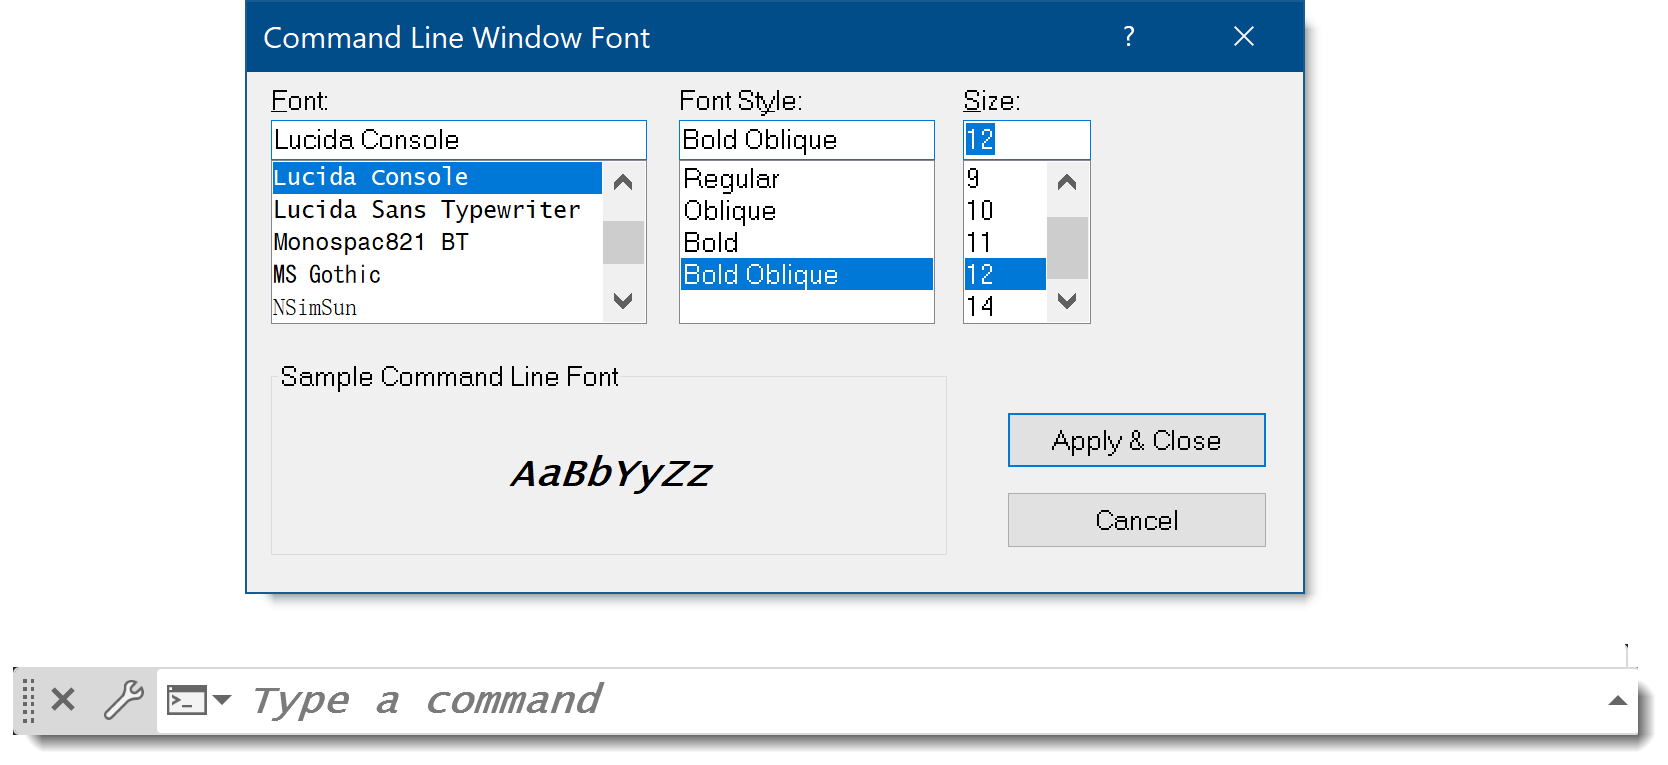 Command Line Window Font ?
Font: Font Style: Size:
Lucida Console Bold Oblique 12
Lucida Console Regular 9
Lucida Sans Typewriter Oblique 10
Monospac821 BT Bold 11
MS Gothic Bold Oblique 12
NSimSun 14
Sample Command Line Font
AaBbYyZz
Apply & Close
Cancel
Type a command